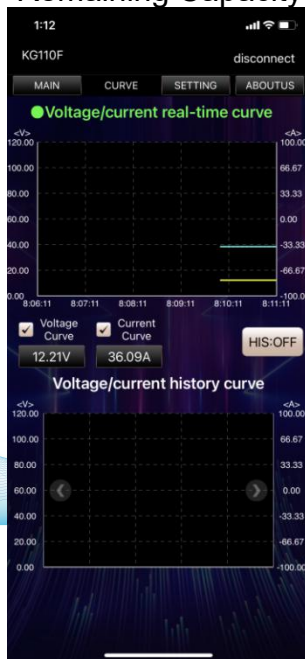 Remaining Capacity
1:12
KG110F
disconnect
MAIN CURVE SETTING ABOUTUS
Voltage/current real-time curve
<V> <A>
120.00 100.00
100.00 66.67
80.00 33.33
60.00 0.00
40.00 -33.33
20.00 -66.67
0.00 -100.00
8:06:11 8:07:11 8:08:11 8:09:11 8:10:11 8:11:11
Voltage Curve
Current Curve
HIS:OFF
12.21V 36.09A
Voltage/current history curve
<V> <A>
120.00 100.00
100.00 66.67
80.00 33.33
60.00 0.00
40.00 -33.33
20.00 -66.67
0.00 -100.00